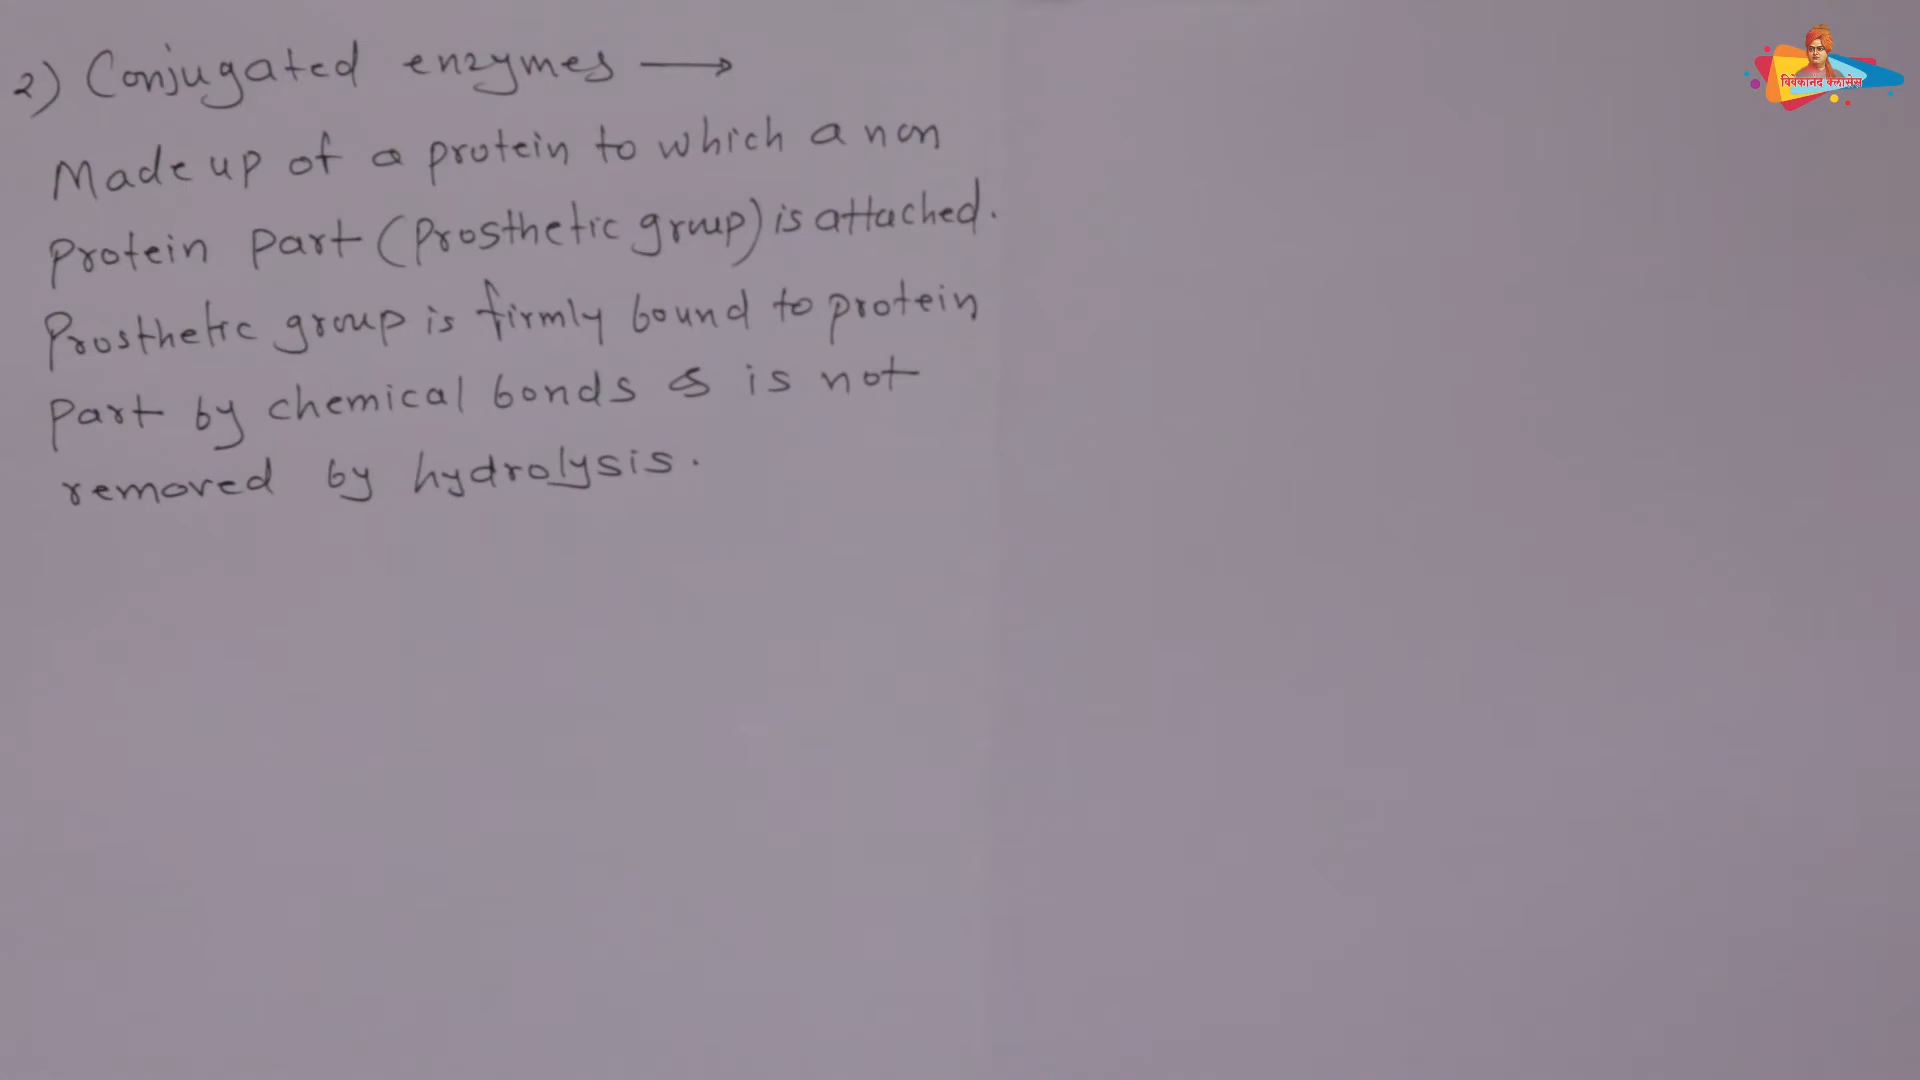 2) Conjugated enzymes →
Made up of a protein to which a non
protein part (prosthetic group) is attached.
Prosthetic group is firmly bound to protein
part by chemical bonds & is not
removed by hydrolysis.
विवेकानंद क्लासेस